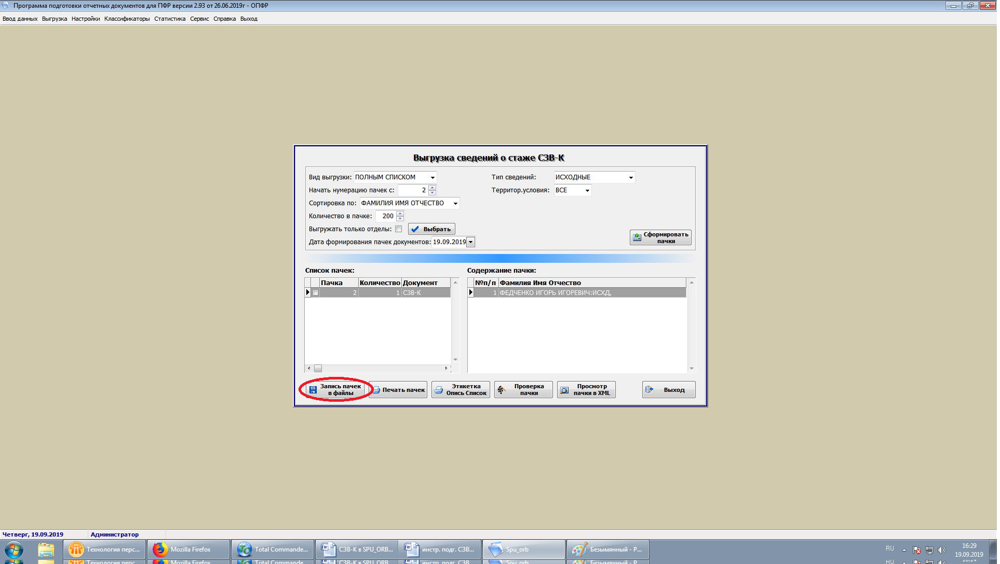 Программа подготовки отчетных документов для ПФР версии 2.93 от 26.06.2019г - ОПФР
Ввод данных Выгрузка Настройки Классификаторы Статистика Сервис Справка Выход
Выгрузка сведений о стаже СЗВ-К
Вид выгрузки: ПОЛНЫМ СПИСКОМ
Тип сведений: ИСХОДНЫЕ
Начать нумерацию пачек с: 2
Территор.условия: ВСЕ
Сортировка по: ФАМИЛИЯ ИМЯ ОТЧЕСТВО
Количество в пачке: 200
Выгружать только отделы: Выбрать
Дата формирования пачек документов: 19.09.2019
Сформировать
пачки
Список пачек:
Содержание пачки:
Пачка Количество Документ
2 1 СЗВ-К
№п/п Фамилия Имя Отчество
1 ФЕДЧЕНКО ИГОРЬ ИГОРЕВИЧ:ИСХД,
Запись пачек
в файлы
Печать пачек
Этикетка
Опись Список
Проверка
пачки
Просмотр
пачки в XML
Выход
Четверг, 19.09.2019 Администратор
Технология перс... Mozilla Firefox Total Commande... СЗВ-К в SPU_ORB... инстр. подг. СЗВ... Spu_orb Безымянный - P...
RU
16:29
19.09.2019